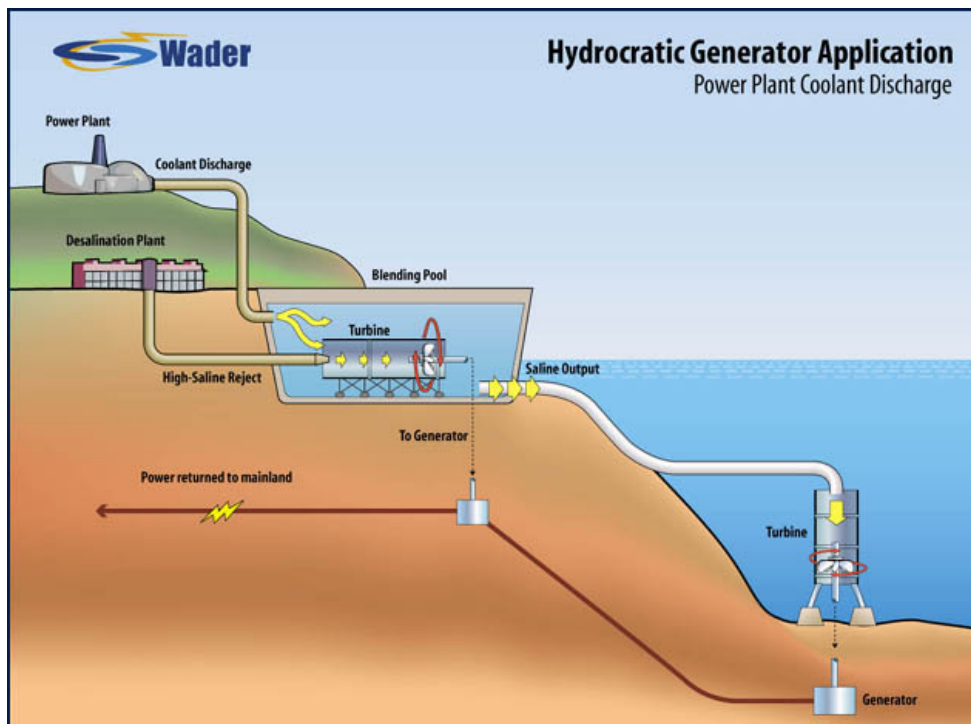 Wader
Hydrocratic Generator Application
Power Plant Coolant Discharge
Power Plant
Coolant Discharge
Desalination Plant
Blending Pool
Turbine
High-Saline Reject
Saline Output
To Generator
Power returned to mainland
Turbine
Generator